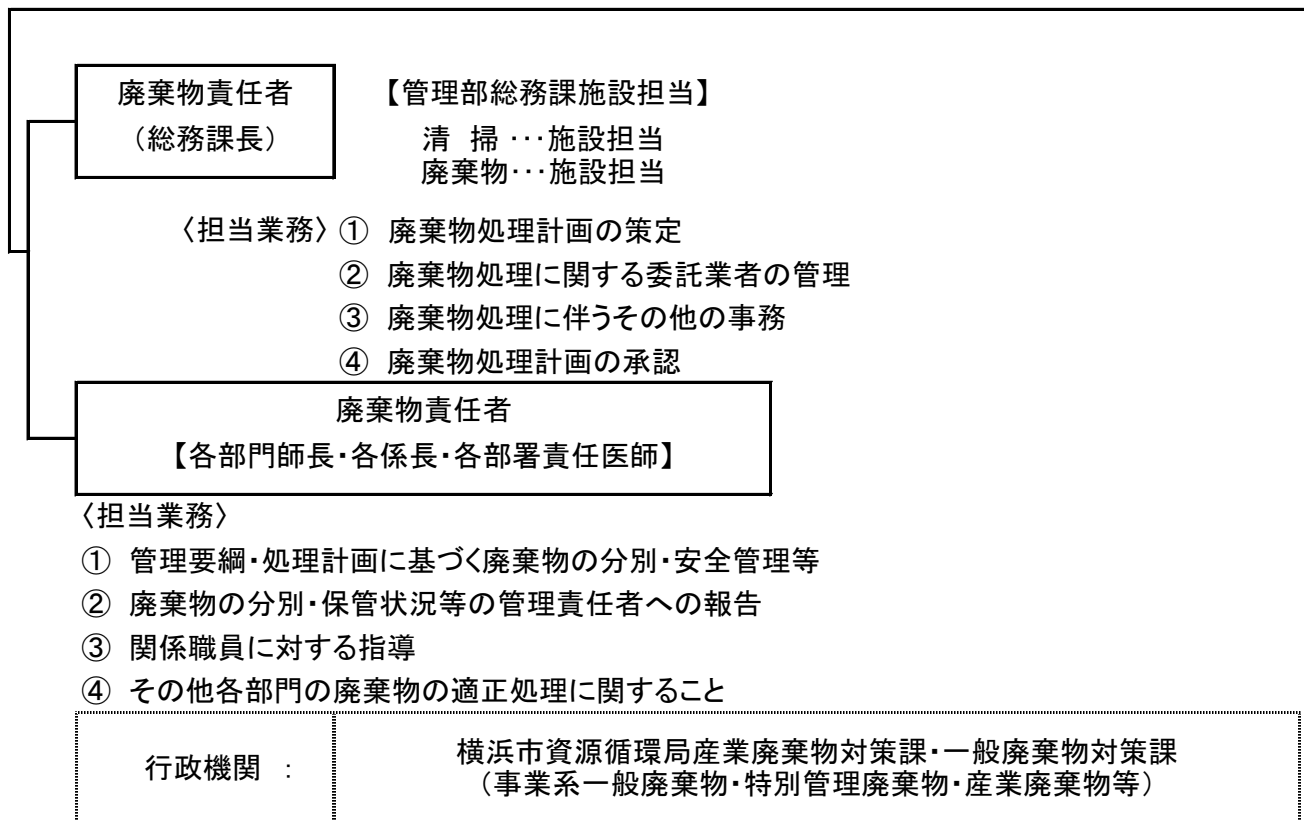 廃棄物責任者
（総務課長）
【管理部総務課施設担当】
清 掃 ･･･施設担当
廃棄物･･･施設担当
〈担当業務〉 ① 廃棄物処理計画の策定
② 廃棄物処理に関する委託業者の管理
③ 廃棄物処理に伴うその他の事務
④ 廃棄物処理計画の承認
廃棄物責任者
【各部門師長・各係長・各部署責任医師】
〈担当業務〉
① 管理要綱・処理計画に基づく廃棄物の分別・安全管理等
② 廃棄物の分別・保管状況等の管理責任者への報告
③ 関係職員に対する指導
④ その他各部門の廃棄物の適正処理に関すること
行政機関 ：
横浜市資源循環局産業廃棄物対策課・一般廃棄物対策課
（事業系一般廃棄物・特別管理廃棄物・産業廃棄物等）